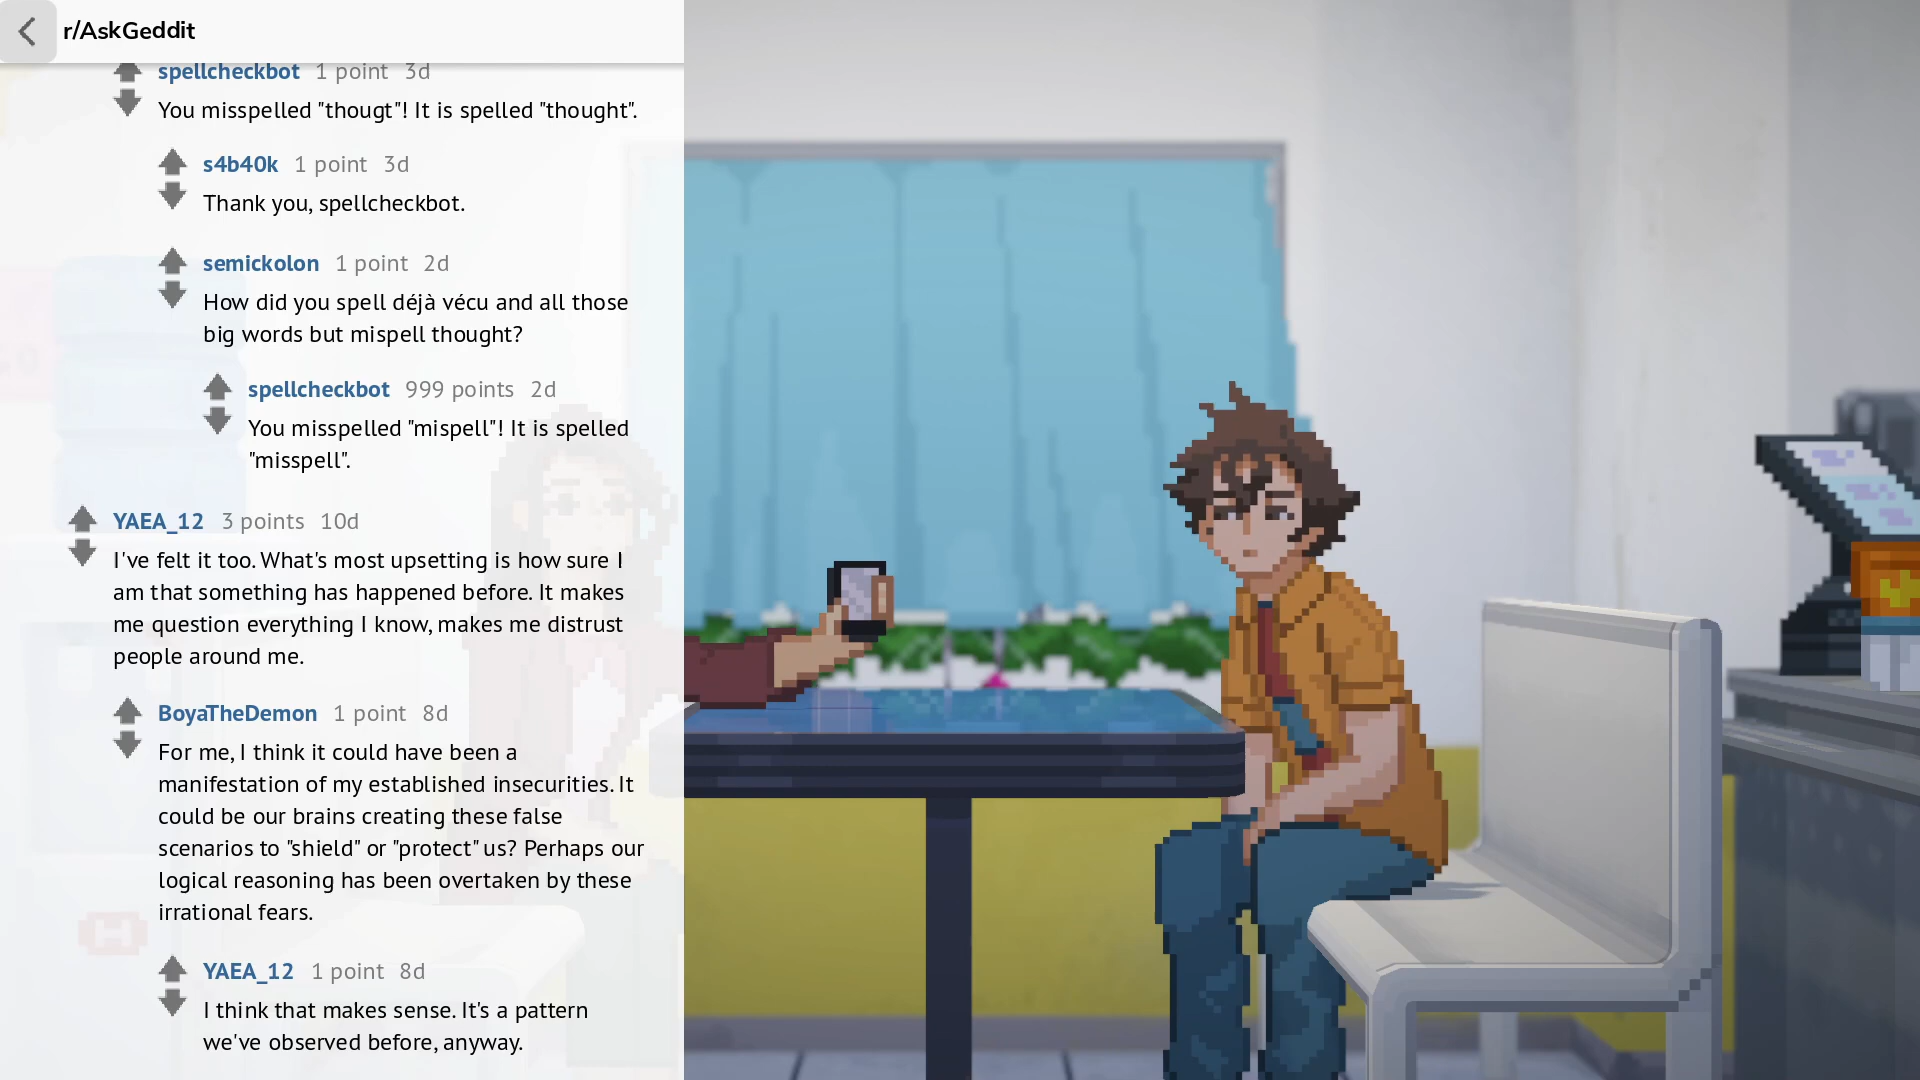 r/AskGeddit
spellcheckbot 1 point 3d
You misspelled "thougt"! It is spelled "thought".
s4b40k 1 point 3d
Thank you, spellcheckbot.
semickolon 1 point 2d
How did you spell déjà vécu and all those
big words but mispell thought?
spellcheckbot 999 points 2d
You misspelled "mispell"! It is spelled
"misspell".
YAEA_12 3 points 10d
I've felt it too. What's most upsetting is how sure I
am that something has happened before. It makes
me question everything I know, makes me distrust
people around me.
BoyaTheDemon 1 point 8d
For me, I think it could have been a
manifestation of my established insecurities. It
could be our brains creating these false
scenarios to "shield" or "protect" us? Perhaps our
logical reasoning has been overtaken by these
irrational fears.
YAEA_12 1 point 8d
I think that makes sense. It's a pattern
we've observed before, anyway.